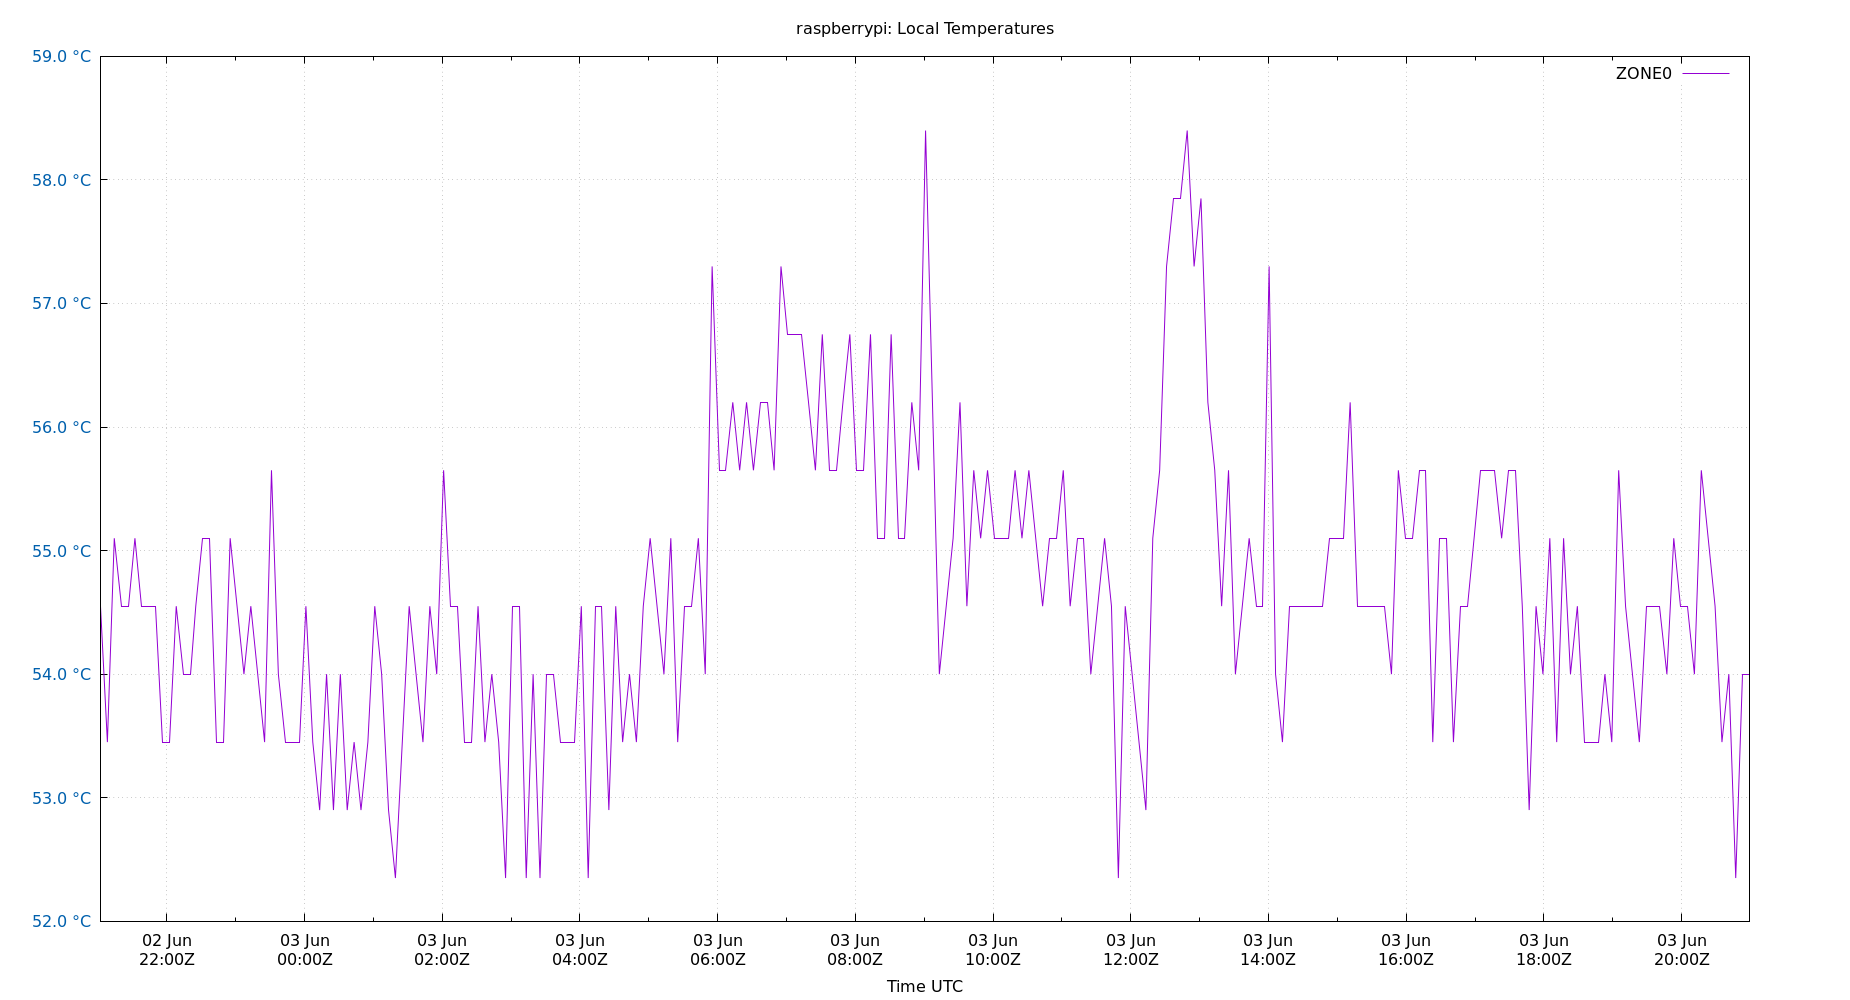 raspberrypi: Local Temperatures
59.0 °C
ZONE0
58.0 °C
57.0 °C
56.0 °C
55.0 °C
54.0 °C
53.0 °C
52.0 °C
02 Jun 03 Jun 03 Jun 03 Jun 03 Jun 03 Jun 03 Jun 03 Jun 03 Jun 03 Jun 03 Jun 03 Jun
22:00Z 00:00Z 02:00Z 04:00Z 06:00Z 08:00Z 10:00Z 12:00Z 14:00Z 16:00Z 18:00Z 20:00Z
Time UTC